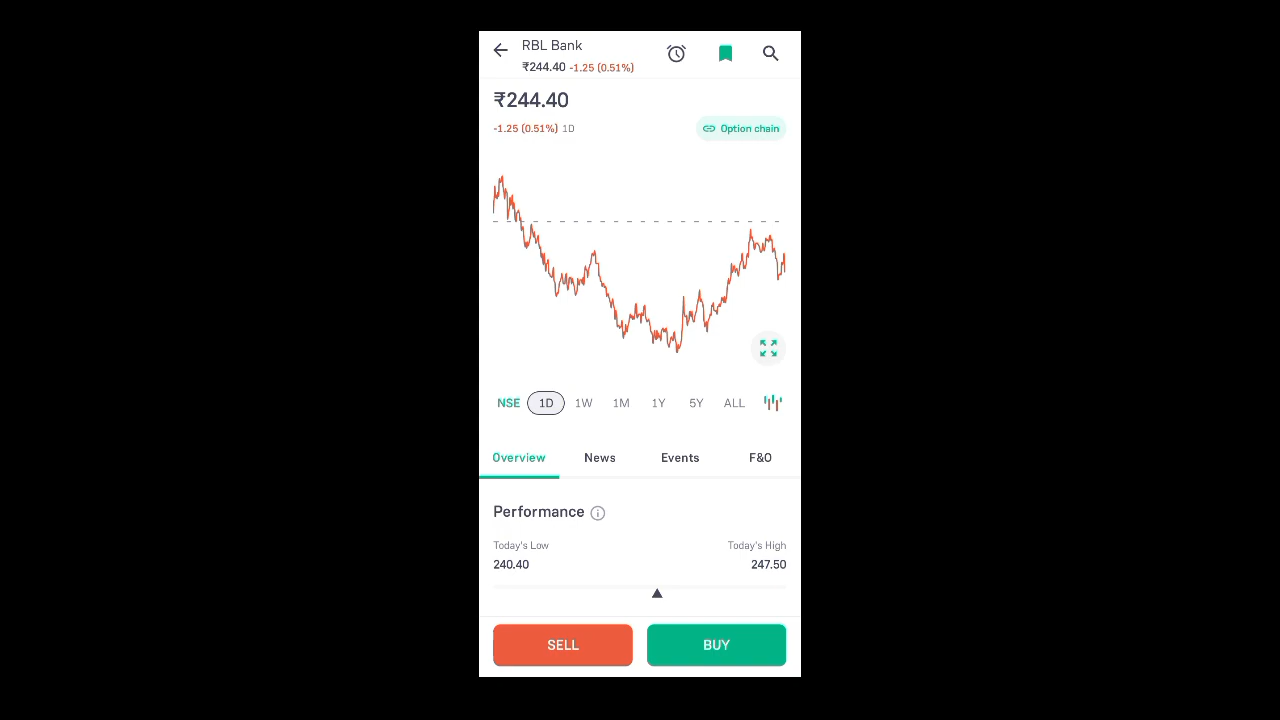 RBL Bank
₹244.40 -1.25 (0.51%)
₹244.40
-1.25 (0.51%) 1D
Option chain
NSE 1D 1W 1M 1Y 5Y ALL
Overview News Events F&O
Performance
Today's Low Today's High
240.40 247.50
SELL BUY